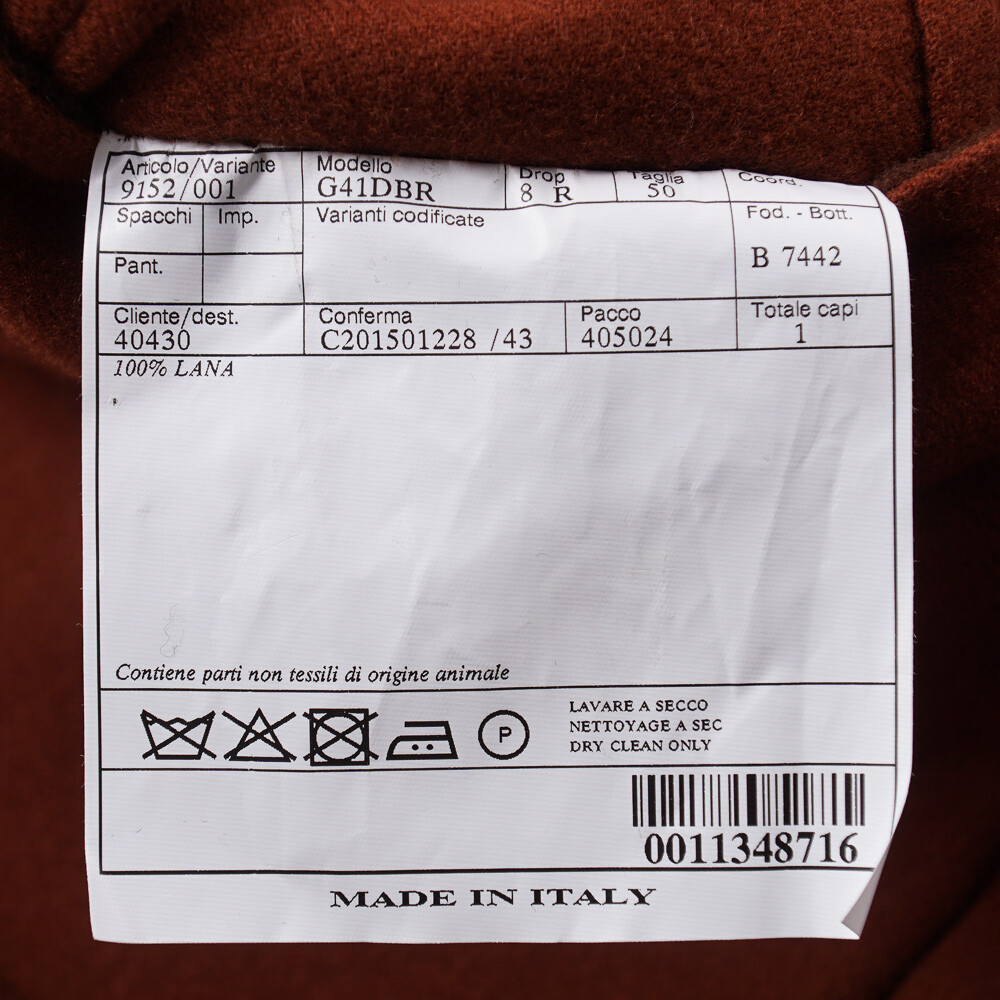 Articolo/Variante Modello Drop Taglia Coord.
9152/001 G41DBR 8 R 50
Spacchi Imp. Varianti codificate Fod. - Bott.
B 7442
Pant.
Cliente/dest. Conferma Pacco Totale capi
40430 C201501228 /43 405024 1
100% LANA
Contiene parti non tessili di origine animale
P
LAVARE A SECCO
NETTOYAGE A SEC
DRY CLEAN ONLY
0011348716
MADE IN ITALY